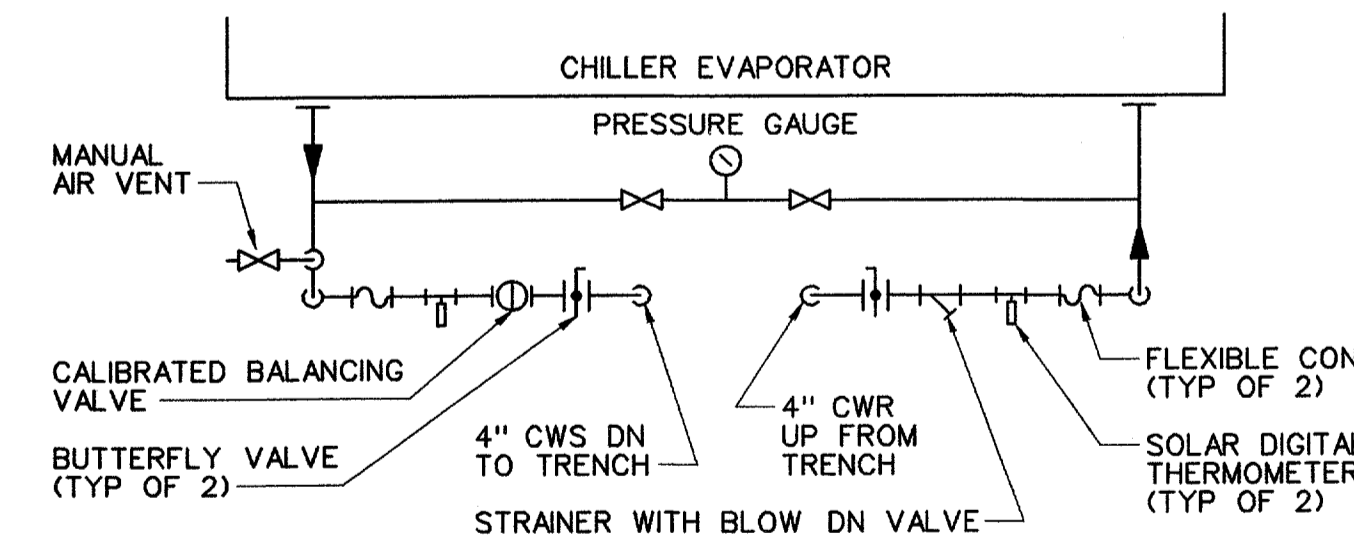 CHILLER EVAPORATOR
PRESSURE GAUGE
MANUAL
AIR VENT
CALIBRATED BALANCING
VALVE
BUTTERFLY VALVE
(TYP OF 2)
4" CWS DN
TO TRENCH
4" CWR
UP FROM
TRENCH
STRAINER WITH BLOW DN VALVE
FLEXIBLE CON
(TYP OF 2)
SOLAR DIGITAL
THERMOMETER
(TYP OF 2)